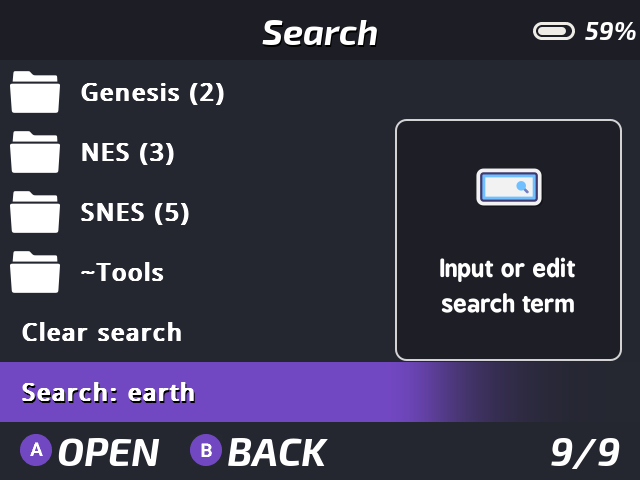 Search
59%
Genesis (2)
NES (3)
SNES (5)
~Tools
Clear search
Search: earth
Input or edit
search term
A OPEN B BACK 9/9